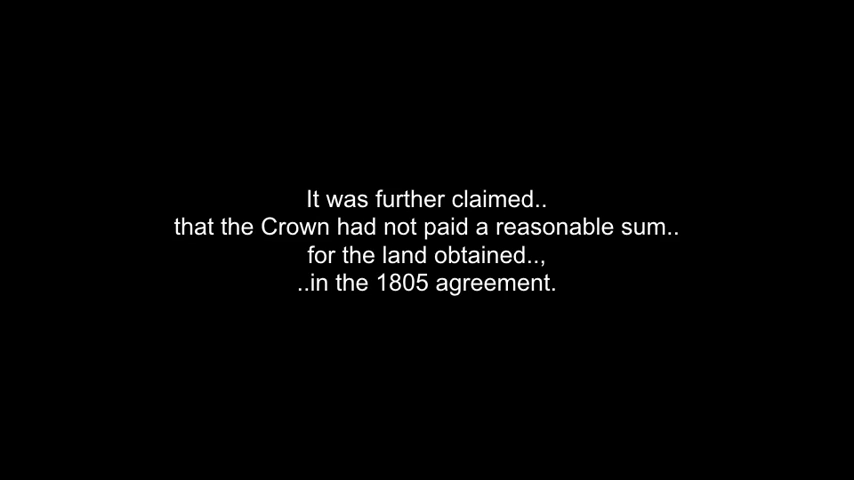 It was further claimed..
that the Crown had not paid a reasonable sum..
for the land obtained..,
..in the 1805 agreement.